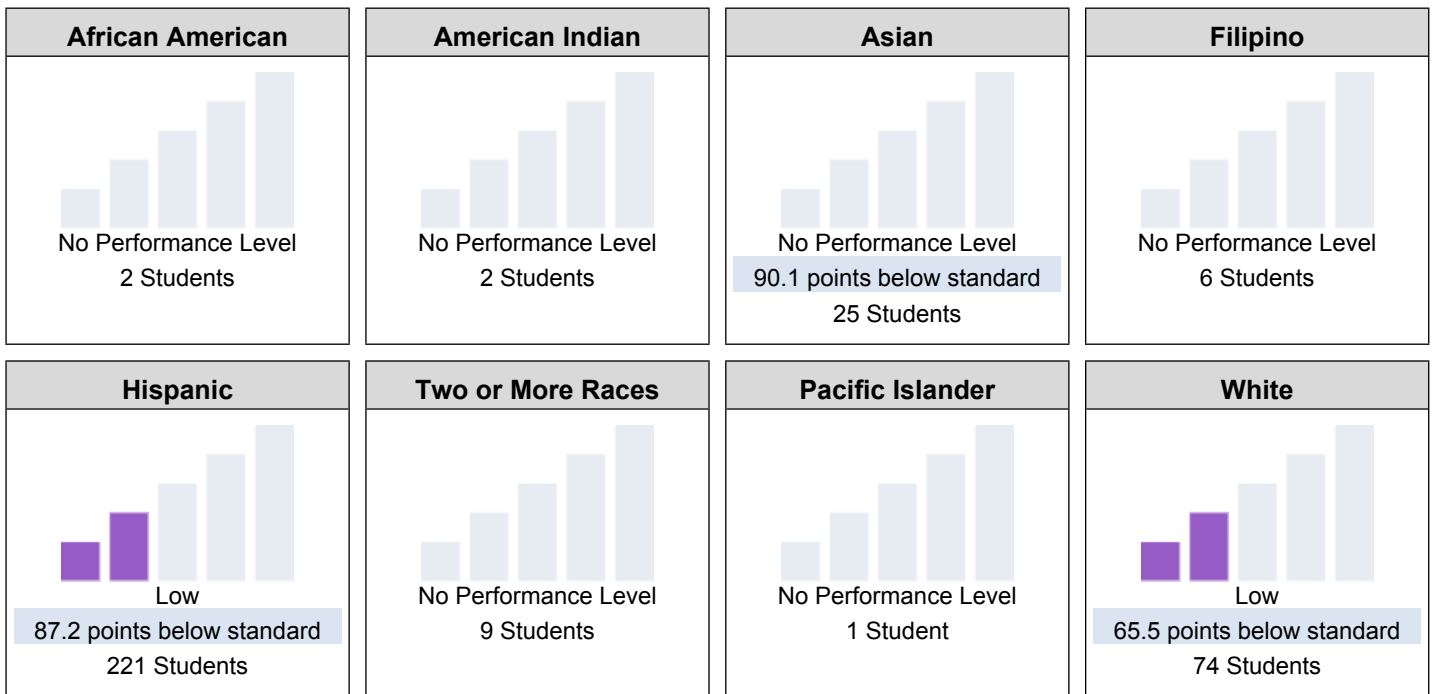 African American
No Performance Level
2 Students
American Indian
No Performance Level
2 Students
Asian
No Performance Level
90.1 points below standard
25 Students
Filipino
No Performance Level
6 Students
Hispanic
Low
87.2 points below standard
221 Students
Two or More Races
No Performance Level
9 Students
Pacific Islander
No Performance Level
1 Student
White
Low
65.5 points below standard
74 Students